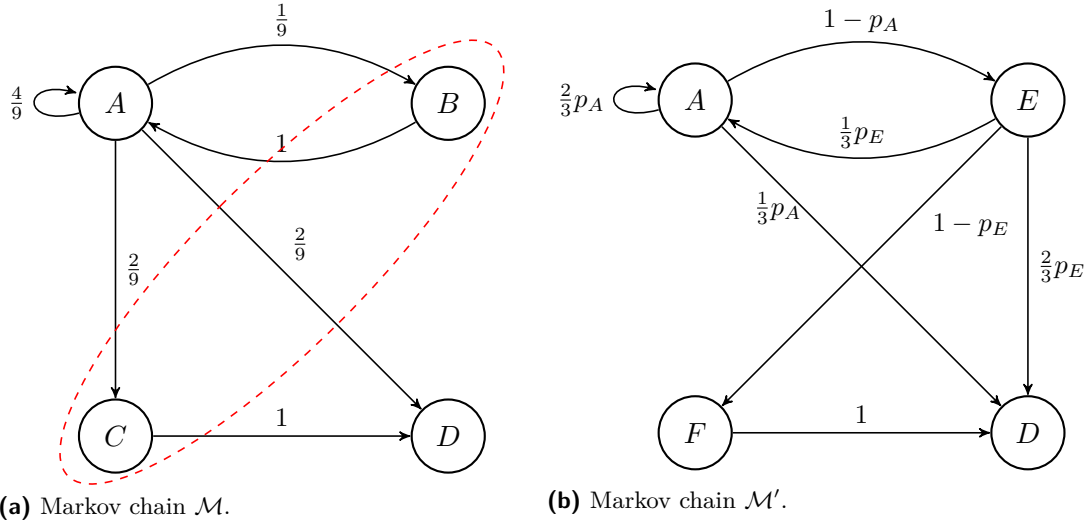 1/9
1 − p_A
4/9
A
B
2/3 p_A
A
E
1
1/3 p_E
1/3 p_A
1 − p_E
2/9
2/9
2/3 p_E
C
1
D
F
1
D
(a) Markov chain M.
(b) Markov chain M′.